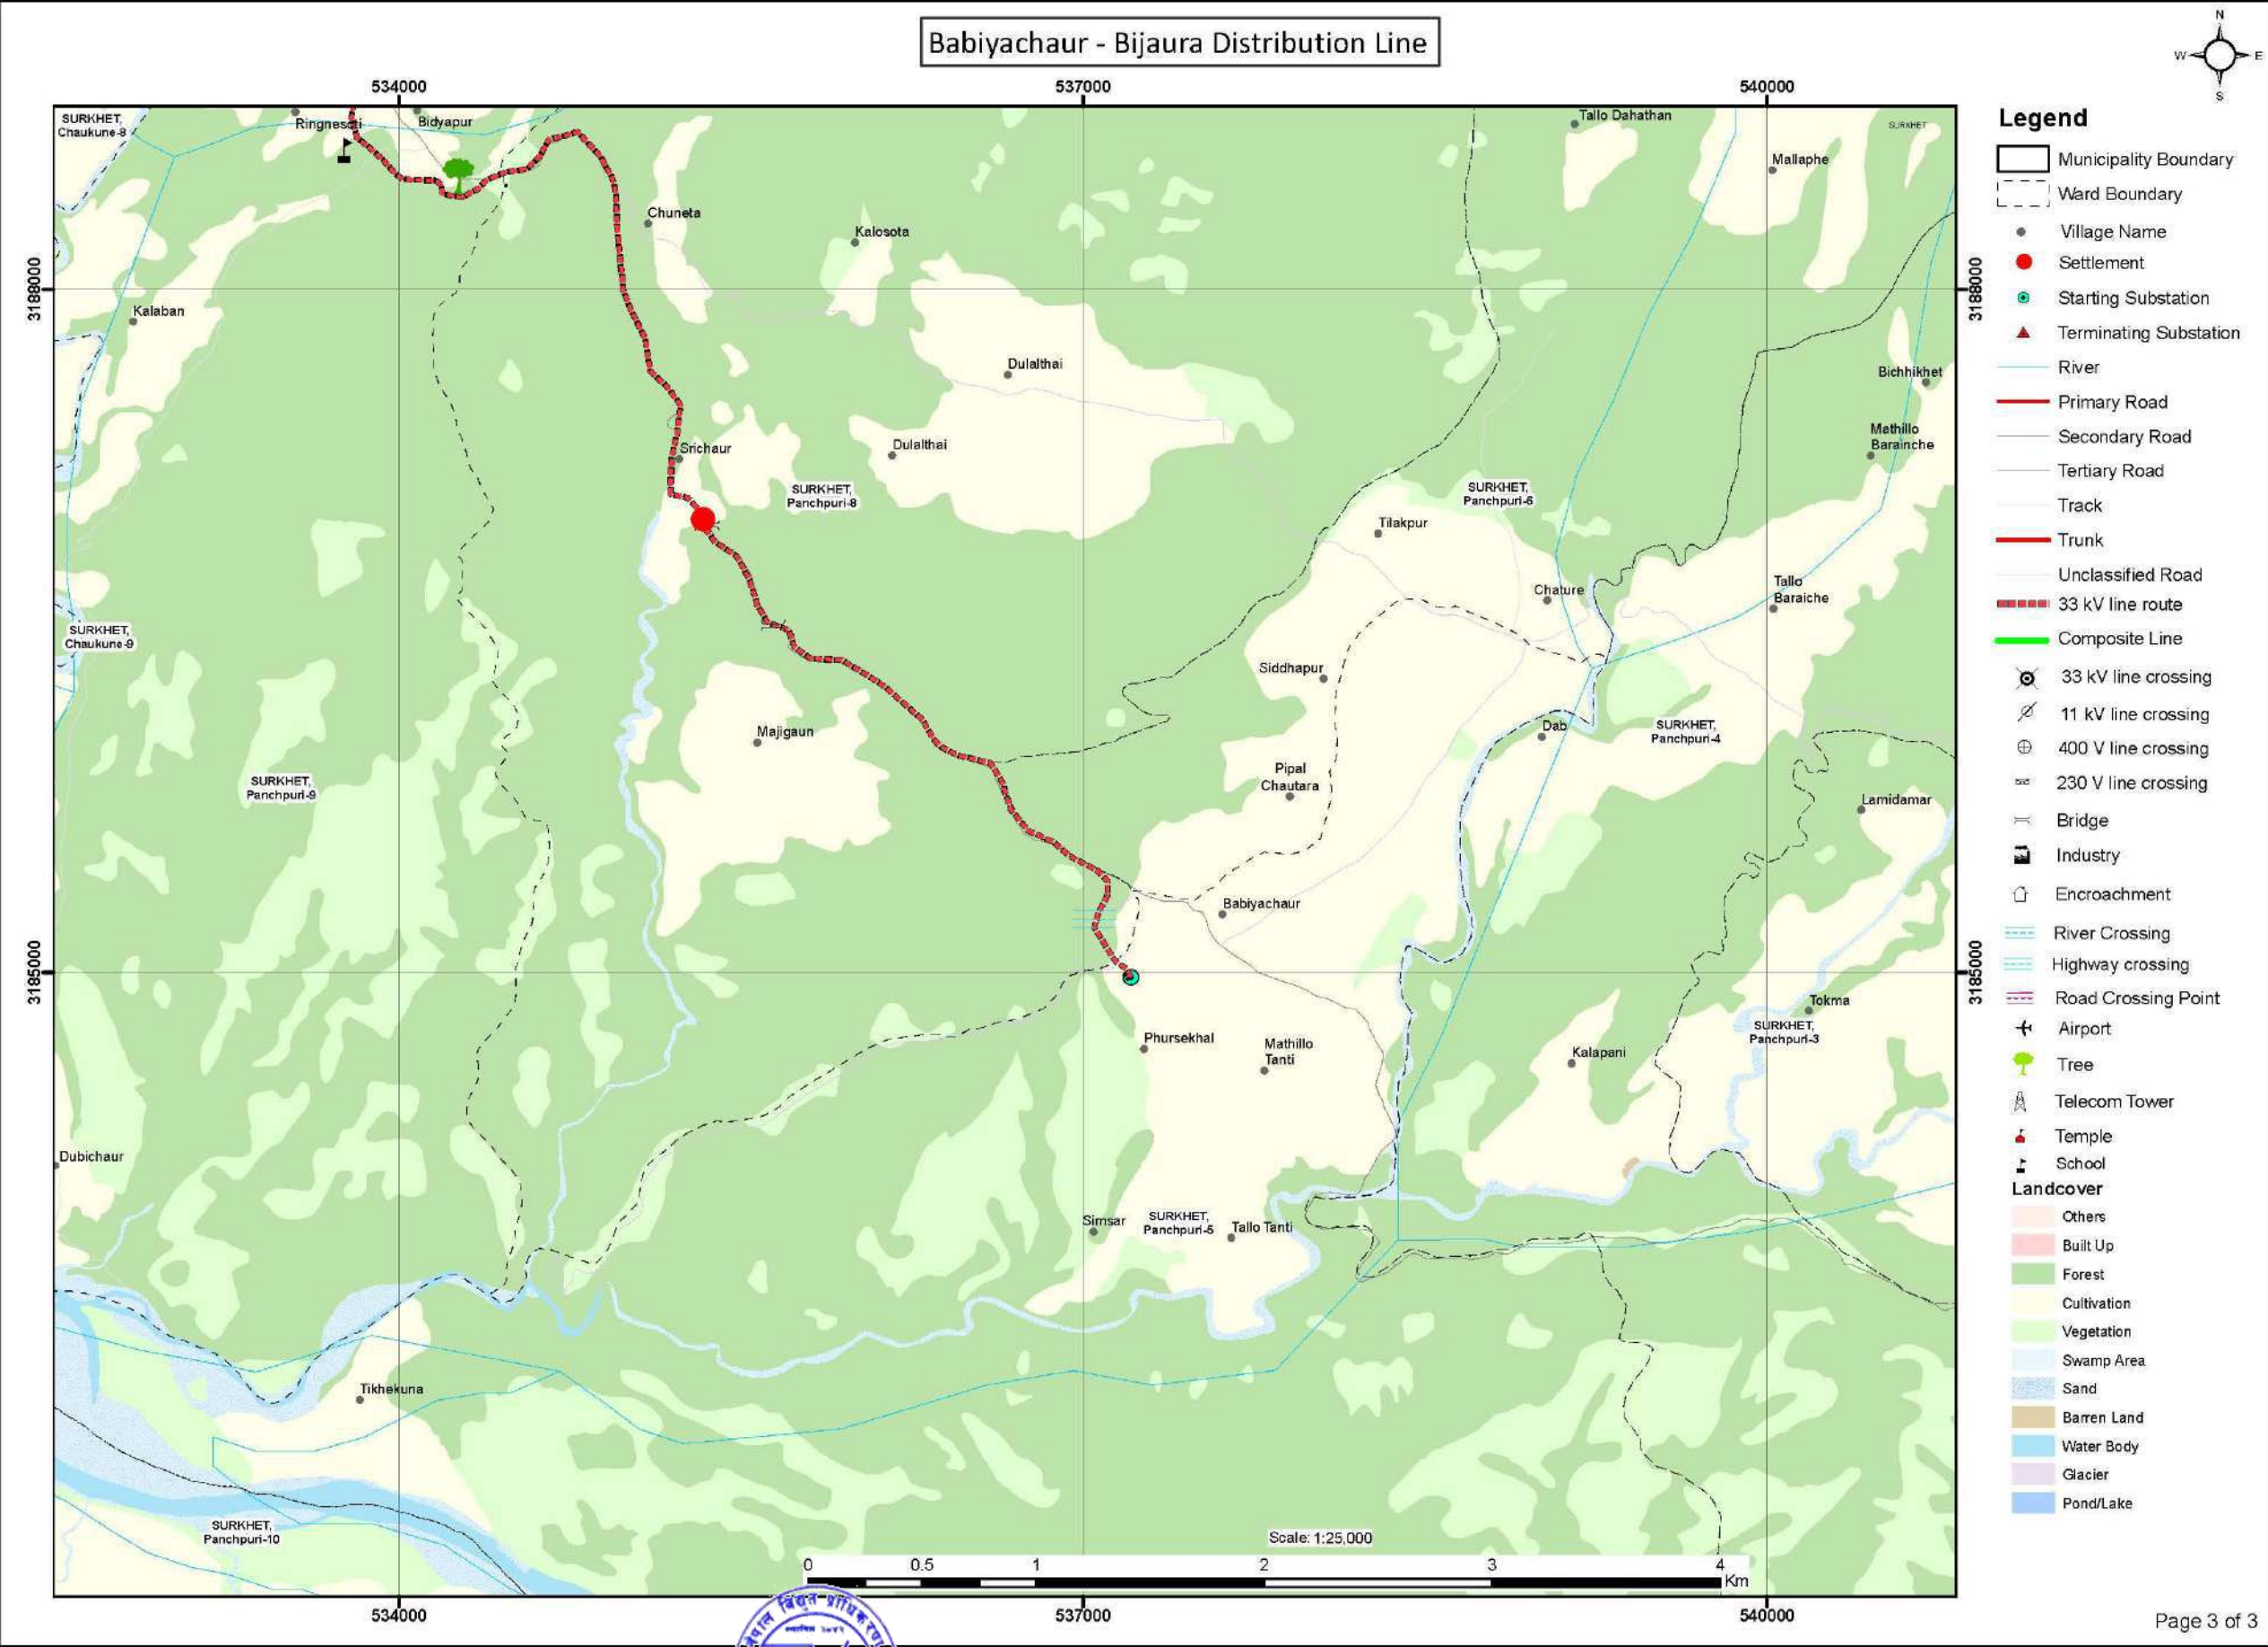 Babiyachaur - Bijaura Distribution Line
N
W
E
S
534000
537000
540000
3188000
3185000
3188000
3185000
534000
537000
540000
SURKHET,
Chaukune-8
Bidyapur
Tallo Dahathan
SURKHET
Mallaphe
Chuneta
Kalosota
Kalaban
Dulalthai
Bichhikhet
Mathillo
Barainche
Dulalthai
Srichaur
SURKHET,
Panchpuri-8
SURKHET,
Panchpuri-6
Tilakpur
Chature
Tallo
Baraiche
SURKHET,
Chaukune-9
Siddhapur
Majigaun
Dab
SURKHET,
Panchpuri-4
SURKHET,
Panchpuri-9
Pipal
Chautara
Lamidamar
Babiyachaur
Tokma
SURKHET,
Panchpuri-3
Phursekhal
Mathillo
Tanti
Kalapani
Dubichaur
Simsar
SURKHET,
Panchpuri-5
Tallo Tanti
Tikhekuna
SURKHET,
Panchpuri-10
Scale: 1:25,000
0 0.5 1 2 3 4
Km
Legend
Municipality Boundary
Ward Boundary
Village Name
Settlement
Starting Substation
Terminating Substation
River
Primary Road
Secondary Road
Tertiary Road
Track
Trunk
Unclassified Road
33 kV line route
Composite Line
33 kV line crossing
11 kV line crossing
400 V line crossing
230 V line crossing
Bridge
Industry
Encroachment
River Crossing
Highway crossing
Road Crossing Point
Airport
Tree
Telecom Tower
Temple
School
Landcover
Others
Built Up
Forest
Cultivation
Vegetation
Swamp Area
Sand
Barren Land
Water Body
Glacier
Pond/Lake
Page 3 of 3
नेपाल विद्युत प्राधिकरण